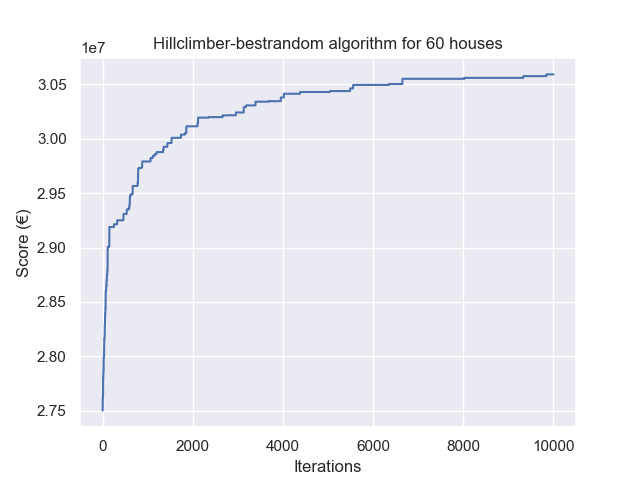 Hillclimber-bestrandom algorithm for 60 houses
1e7
3.05
3.00
2.95
2.90
2.85
2.80
2.75
Score (€)
0 2000 4000 6000 8000 10000
Iterations